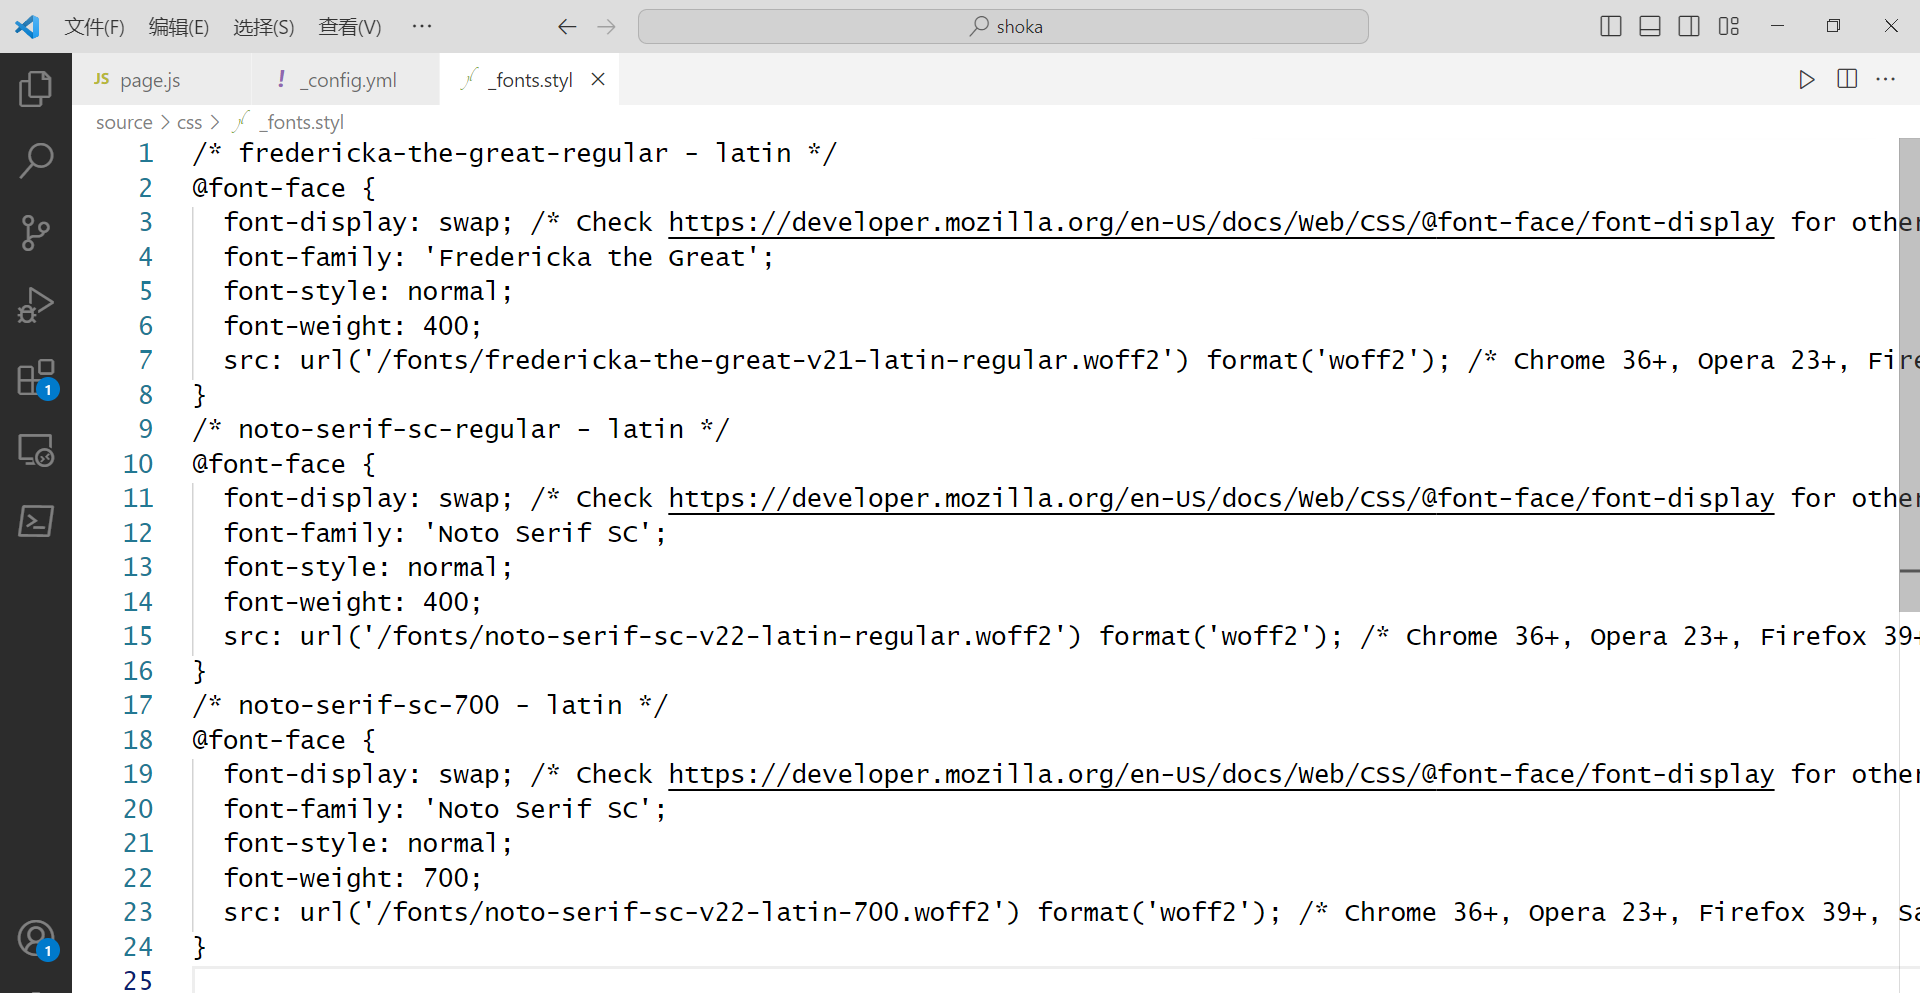 文件(F) 编辑(E) 选择(S) 查看(V) ··· shoka
JS page.js ! _config.yml _fonts.styl
source > css > _fonts.styl
1 /* fredericka-the-great-regular - latin */
2 @font-face {
3 font-display: swap; /* Check https://developer.mozilla.org/en-US/docs/Web/CSS/@font-face/font-display for other
4 font-family: 'Fredericka the Great';
5 font-style: normal;
6 font-weight: 400;
7 src: url('/fonts/fredericka-the-great-v21-latin-regular.woff2') format('woff2'); /* Chrome 36+, Opera 23+, Fire
8 }
9 /* noto-serif-sc-regular - latin */
10 @font-face {
11 font-display: swap; /* Check https://developer.mozilla.org/en-US/docs/Web/CSS/@font-face/font-display for other
12 font-family: 'Noto Serif SC';
13 font-style: normal;
14 font-weight: 400;
15 src: url('/fonts/noto-serif-sc-v22-latin-regular.woff2') format('woff2'); /* Chrome 36+, Opera 23+, Firefox 39+
16 }
17 /* noto-serif-sc-700 - latin */
18 @font-face {
19 font-display: swap; /* Check https://developer.mozilla.org/en-US/docs/Web/CSS/@font-face/font-display for other
20 font-family: 'Noto Serif SC';
21 font-style: normal;
22 font-weight: 700;
23 src: url('/fonts/noto-serif-sc-v22-latin-700.woff2') format('woff2'); /* Chrome 36+, Opera 23+, Firefox 39+, Sa
24 }
25
1
1